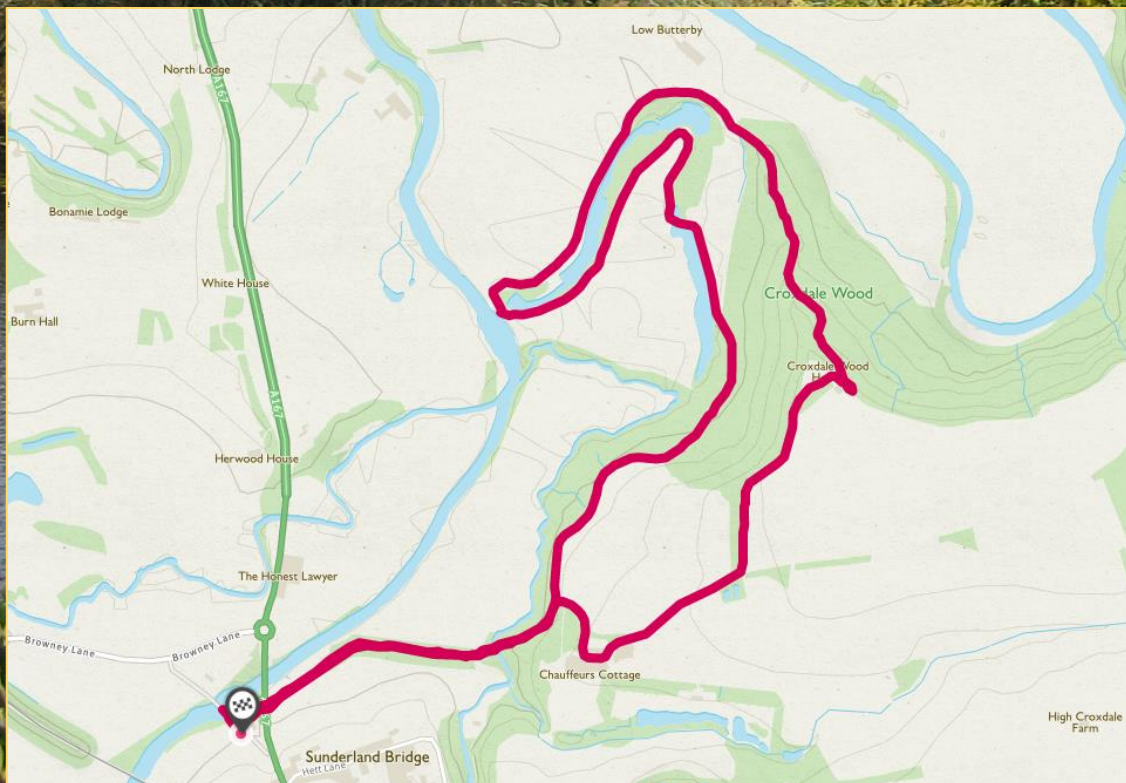 Low Butterby
North Lodge
A167
Bonamie Lodge
White House
Croxdale Wood
Burn Hall
Croxdale Wood
A167
Herwood House
The Honest Lawyer
Browney Lane
Browney Lane
Chauffeurs Cottage
High Croxdale
Farm
Sunderland Bridge
Hett Lane